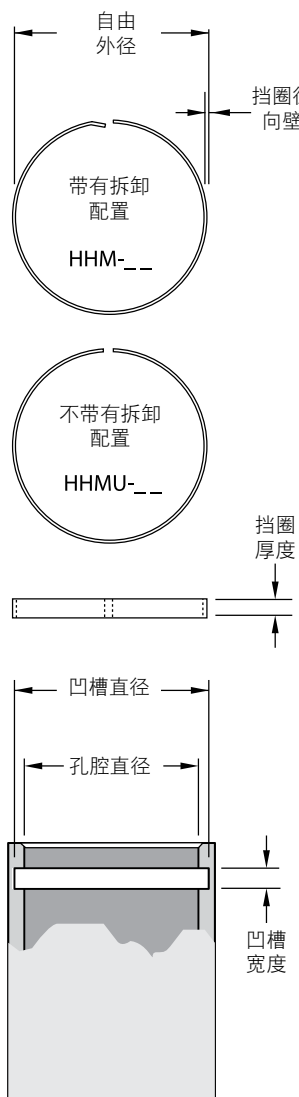 自由
外径
挡圈径
向壁
带有拆卸
配置
HHM-_ _
不带有拆卸
配置
HHMU-_ _
挡圈
厚度
凹槽直径
孔腔直径
凹槽
宽度